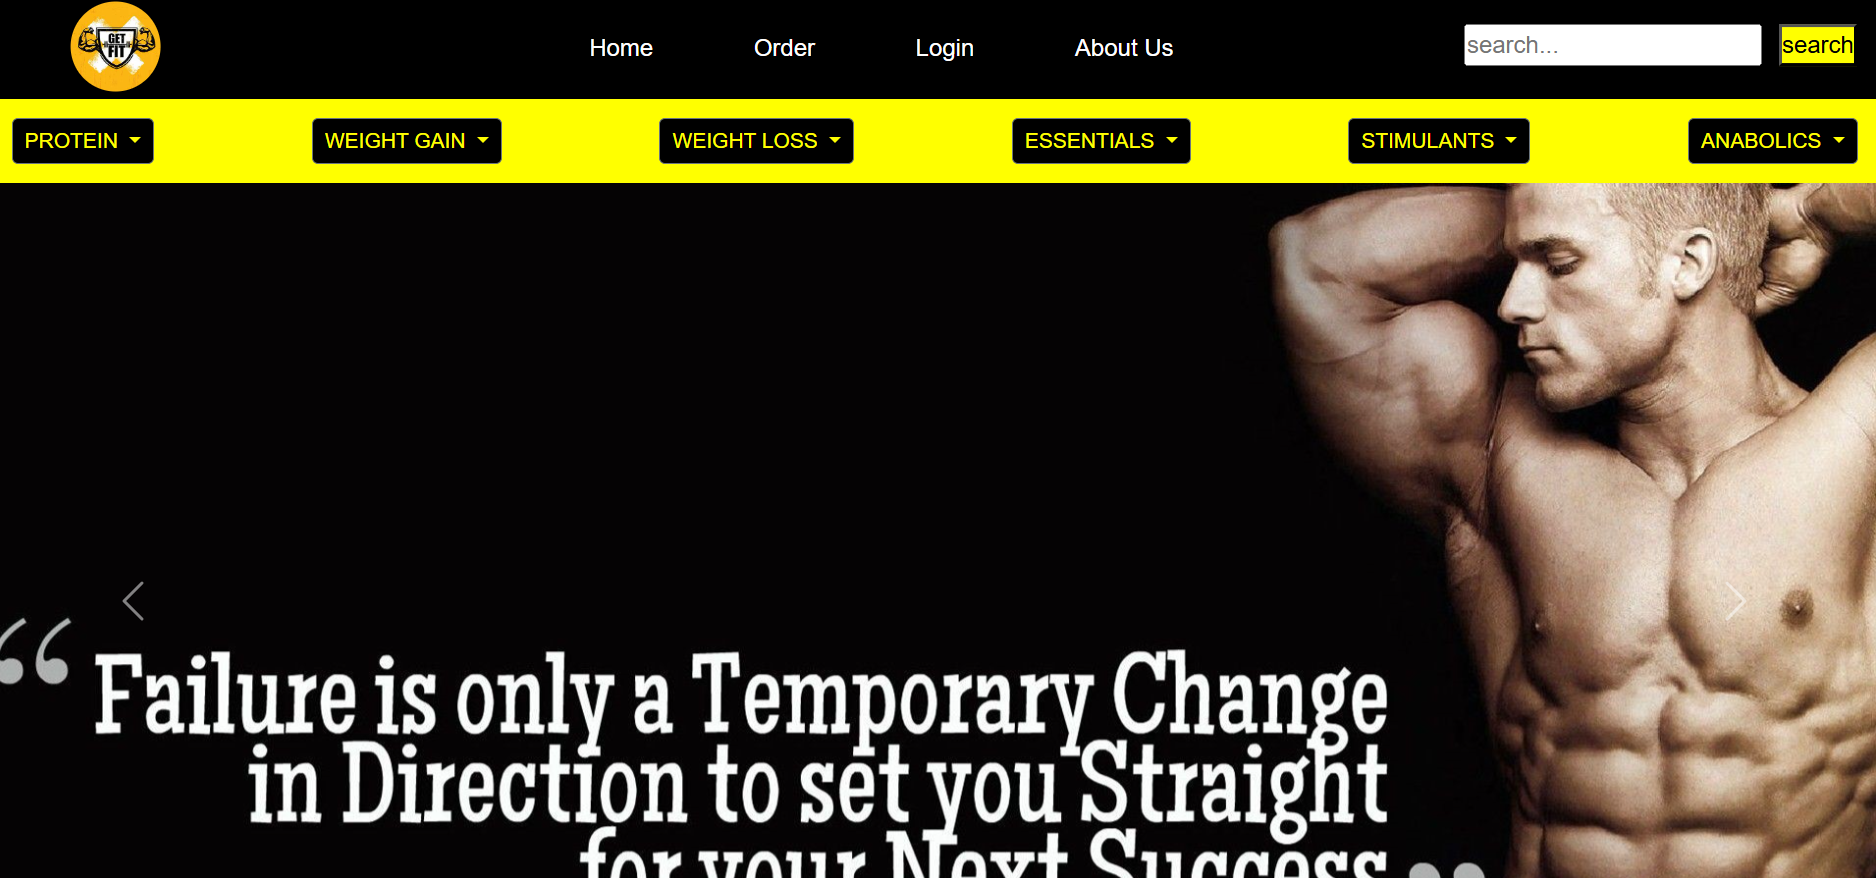 GET
FIT
Home
Order
Login
About Us
search...
search
PROTEIN
WEIGHT GAIN
WEIGHT LOSS
ESSENTIALS
STIMULANTS
ANABOLICS
“Failure is only a Temporary Change
in Direction to set you Straight
for your Next Success”